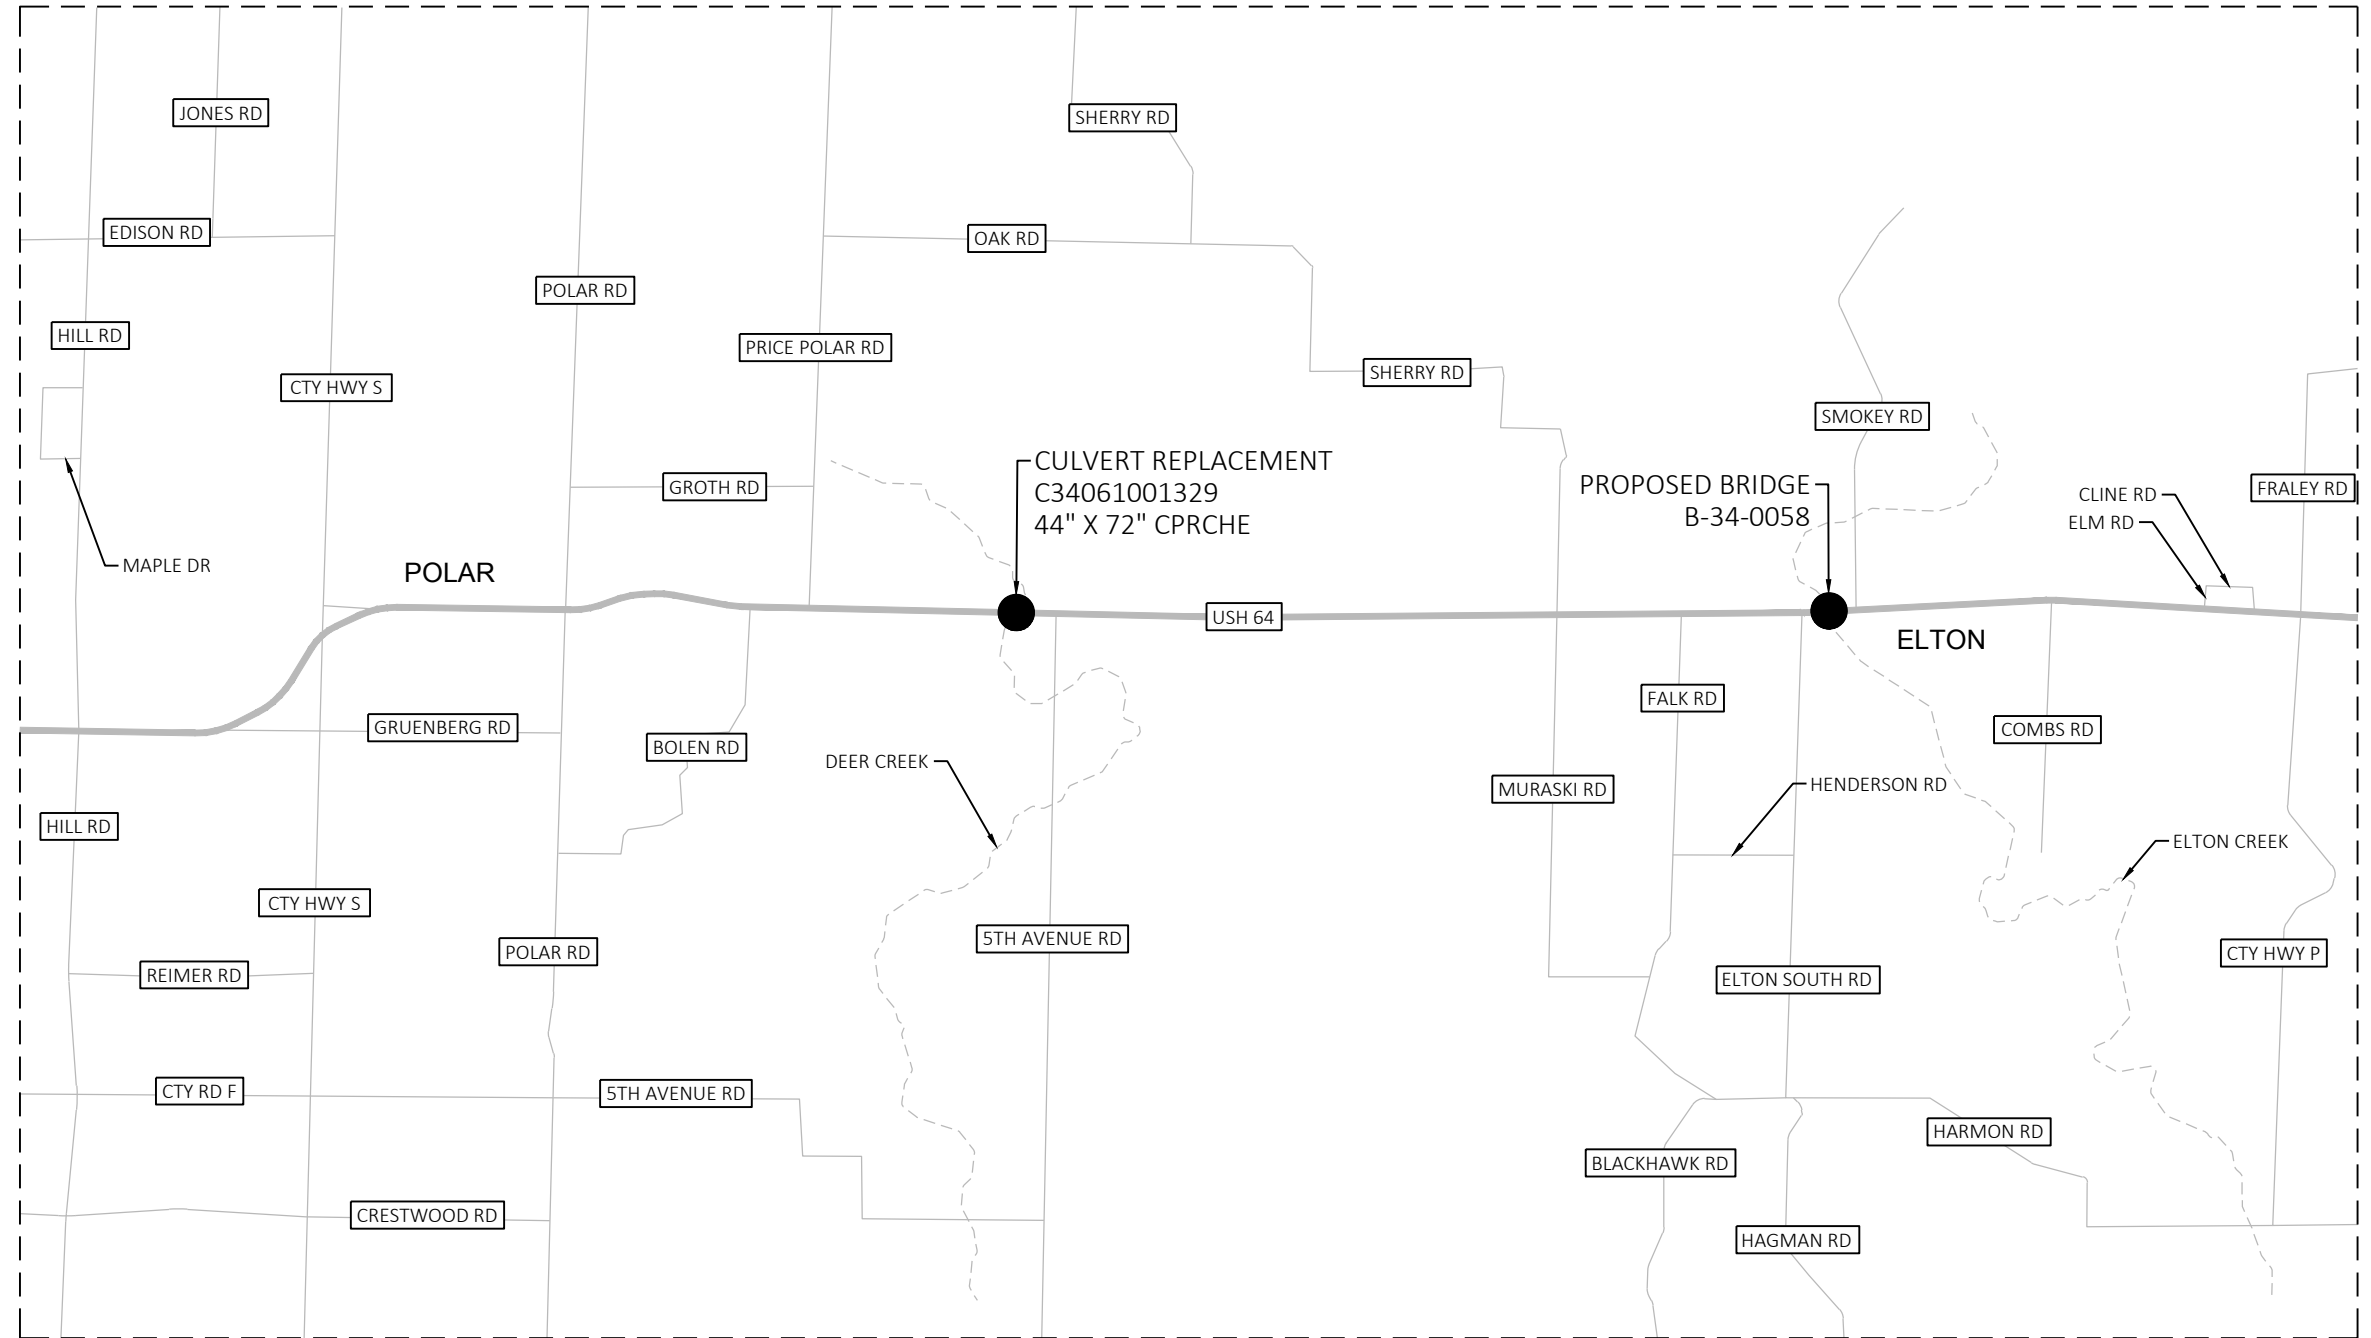 JONES RD
SHERRY RD
EDISON RD
OAK RD
POLAR RD
HILL RD
PRICE POLAR RD
SHERRY RD
CTY HWY S
SMOKEY RD
CULVERT REPLACEMENT
C34061001329
44" X 72" CPRCHE
PROPOSED BRIDGE
B-34-0058
GROTH RD
CLINE RD
ELM RD
FRALEY RD
MAPLE DR
POLAR
USH 64
ELTON
FALK RD
GRUENBERG RD
COMBS RD
BOLEN RD
DEER CREEK
MURASKI RD
HENDERSON RD
HILL RD
ELTON CREEK
CTY HWY S
5TH AVENUE RD
POLAR RD
CTY HWY P
REIMER RD
ELTON SOUTH RD
CTY RD F
5TH AVENUE RD
HARMON RD
BLACKHAWK RD
CRESTWOOD RD
HAGMAN RD